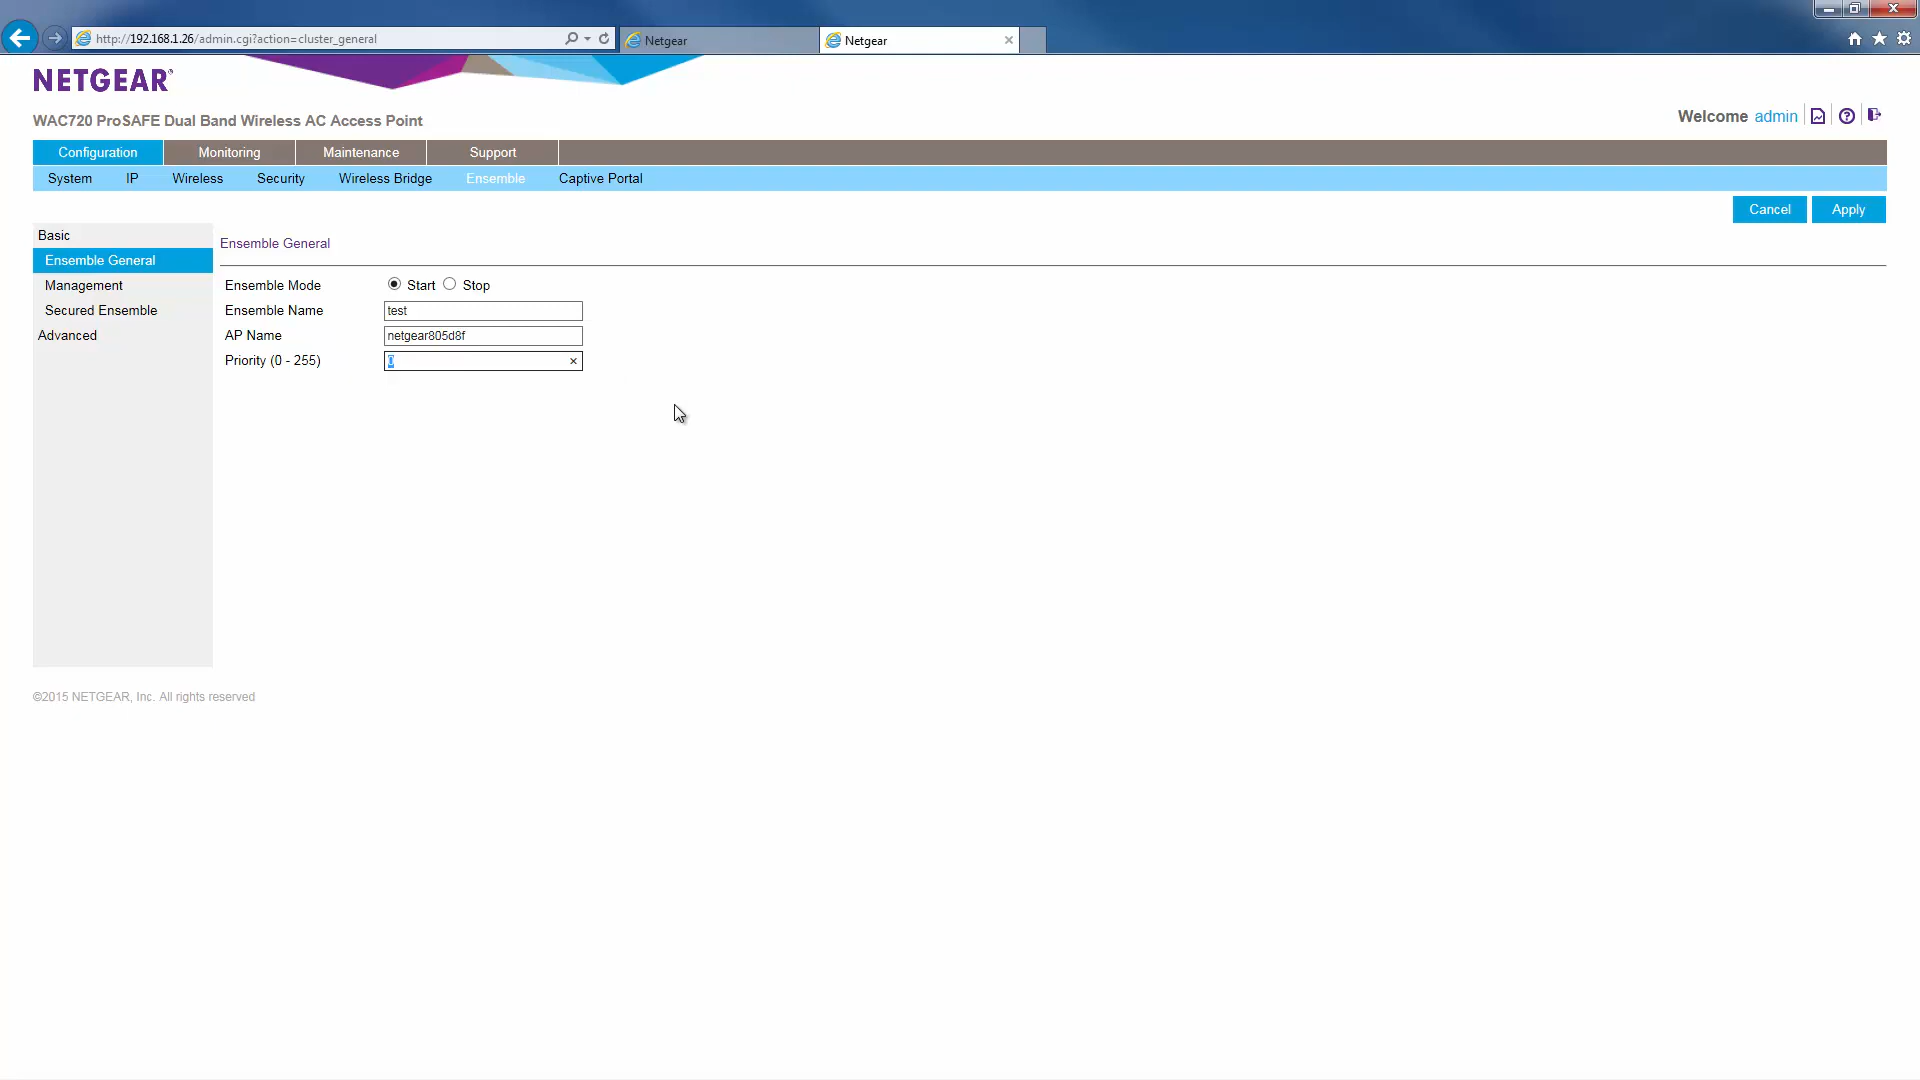 http://192.168.1.26/admin.cgi?action=cluster_general
Netgear
Netgear
NETGEAR®
WAC720 ProSAFE Dual Band Wireless AC Access Point
Welcome admin
Configuration Monitoring Maintenance Support
System IP Wireless Security Wireless Bridge Ensemble Captive Portal
Cancel Apply
Basic
Ensemble General
Management
Secured Ensemble
Advanced
Ensemble General
Ensemble Mode Start Stop
Ensemble Name test
AP Name netgear805d8f
Priority (0 - 255) 0
©2015 NETGEAR, Inc. All rights reserved